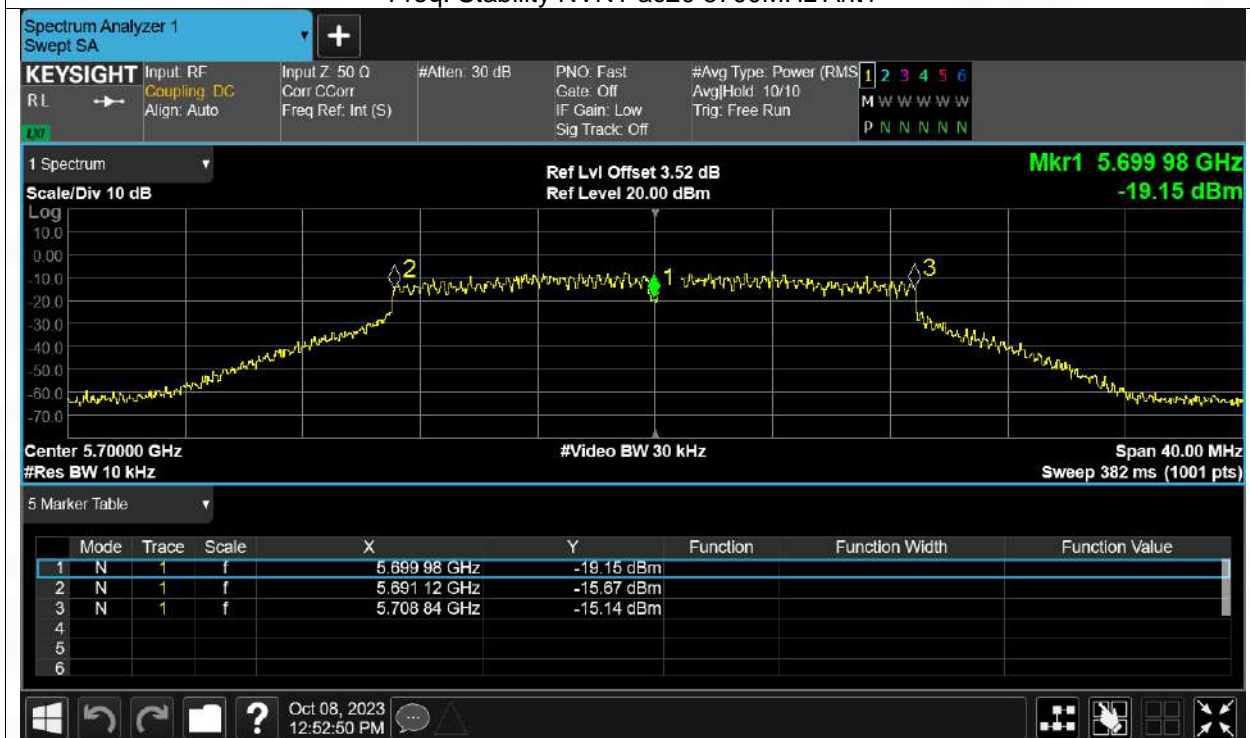 Freq. Stability NVNT ac20 5700MHz Ant1
Spectrum Analyzer 1
Swept SA
+
KEYSIGHT
RL
LXI
Input: RF
Coupling: DC
Align: Auto
Input Z: 50 Ω
Corr CCorr
Freq Ref: Int (S)
#Atten: 30 dB
PNO: Fast
Gate: Off
IF Gain: Low
Sig Track: Off
#Avg Type: Power (RMS
Avg|Hold: 10/10
Trig: Free Run
1 2 3 4 5 6
M W W W W W
P N N N N N
1 Spectrum
Scale/Div 10 dB
Ref Lvl Offset 3.52 dB
Ref Level 20.00 dBm
Mkr1 5.699 98 GHz
-19.15 dBm
Log
10.0
0.00
-10.0
-20.0
-30.0
-40.0
-50.0
-60.0
-70.0
2
1
3
Center 5.70000 GHz
#Video BW 30 kHz
Span 40.00 MHz
#Res BW 10 kHz
Sweep 382 ms (1001 pts)
5 Marker Table
Mode Trace Scale X Y Function Function Width Function Value
1 N 1 f 5.699 98 GHz -19.15 dBm
2 N 1 f 5.691 12 GHz -15.67 dBm
3 N 1 f 5.708 84 GHz -15.14 dBm
4
5
6
?
Oct 08, 2023
12:52:50 PM